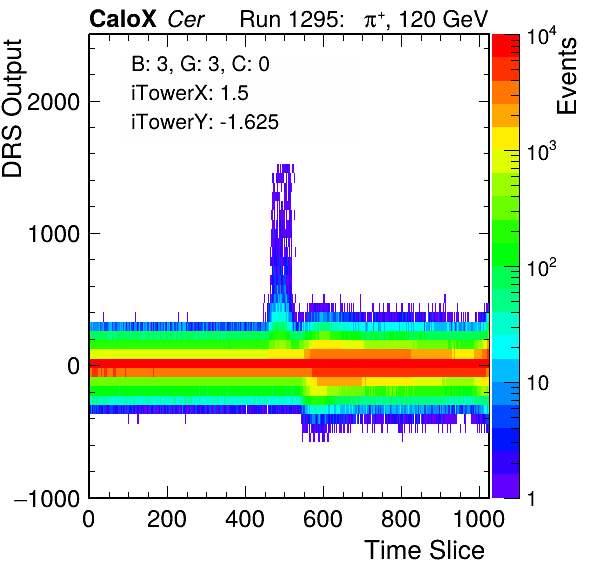 CaloX Cer Run 1295: π⁺, 120 GeV
B: 3, G: 3, C: 0
iTowerX: 1.5
iTowerY: -1.625
DRS Output
2000
1000
0
−1000
0 200 400 600 800 1000
Time Slice
Events
10⁴
10³
10²
10
1